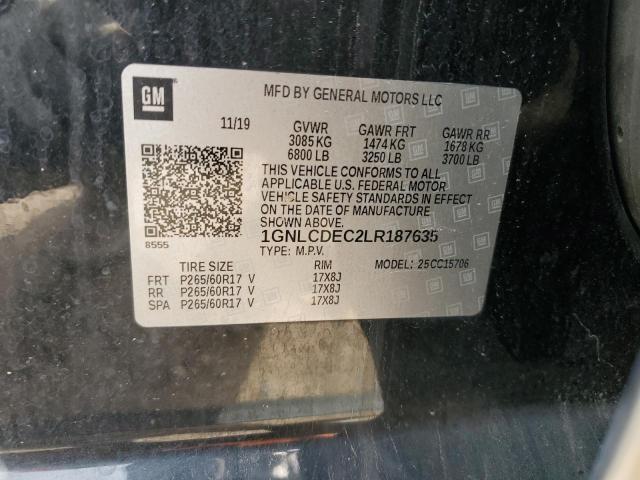 GM
MFD BY GENERAL MOTORS LLC
11/19 GVWR GAWR FRT GAWR RR
3085 KG 1474 KG 1678 KG
6800 LB 3250 LB 3700 LB
THIS VEHICLE CONFORMS TO ALL
APPLICABLE U.S. FEDERAL MOTOR
VEHICLE SAFETY STANDARDS IN EFFECT
ON THE DATE OF MANUFACTURE
SHOWN ABOVE.
8555 1GNLCDEC2LR187635
TYPE: M.P.V. MODEL: 25CC15706
TIRE SIZE RIM
FRT P265/60R17 V 17X8J
RR P265/60R17 V 17X8J
SPA P265/60R17 V 17X8J